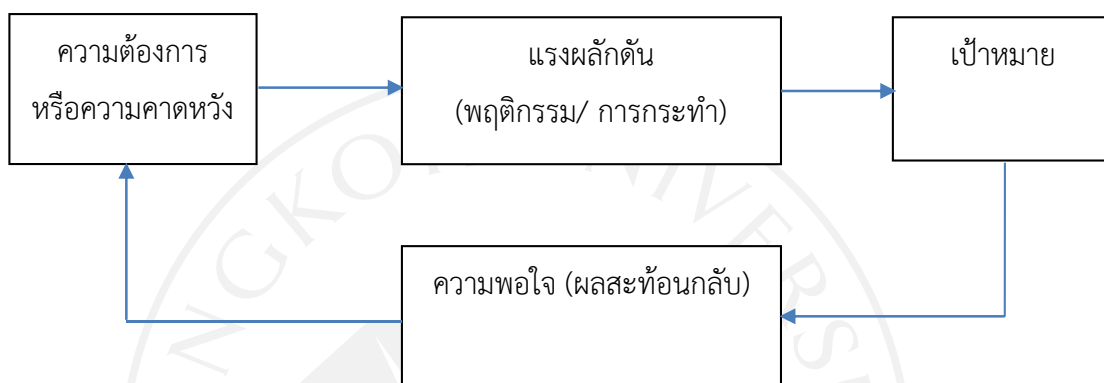 ความต้องการ
หรือความคาดหวัง
แรงผลักดัน
(พฤติกรรม/ การกระทำ)
เป้าหมาย
ความพอใจ (ผลสะท้อนกลับ)